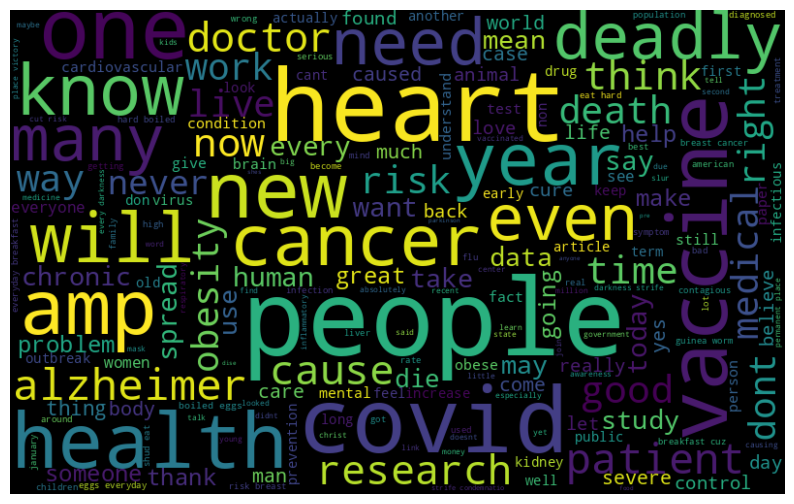 maybe
wrong
actually
another
population
diagnosed
kids
one
doctor
need
found
world
deadly
serious
mean
case
place victory
cardiovascular
work
caused
animal
drug
think
first
tell
treatment
know
cant
look
second
cut risk
live
heart
test
non
death
right
hard boiled
condition
understand
love
vaccinated
eat hard
many
now
every
much
life
help
best
breast cancer
give
brain
big
mind
year
say
due
american
way
never
become
risk
see
slur
vaccine
medical
getting
don
virus
new
want
early
cure
keep
make
paper
infectious
medicine
every darkness
everyone
back
even
symptom
high
word
will
family
cancer
flu
article
still
bad
everyday breakfast
data
term
contagious
believe
chronic
old
human
great
take
going
time
lot
obesity
use
center
real
darkness strife
permanent place
amp
spread
infection
absolutely
recent
fact
million
people
find
inflammatory
liver
said
learn
state
government
yes
today
guinea worm
problem
mask
outbreak
women
rate
obese
really
anyone
dise
cause
die
may
awareness
alzheimer
care
mental
feel
increase
come
little
especially
person
good
thing
body
boiled eggs
looked
shud eat
didnt
long
got
used
doesnt
yet
let
study
dont
around
talk
prevention
christ
link
money
public
breakfast cuz
causing
january
health
young
covid
kidney
patient
day
someone
thank
man
research
well
severe
control
children
eggs everyday
risk breast
strife condemnation